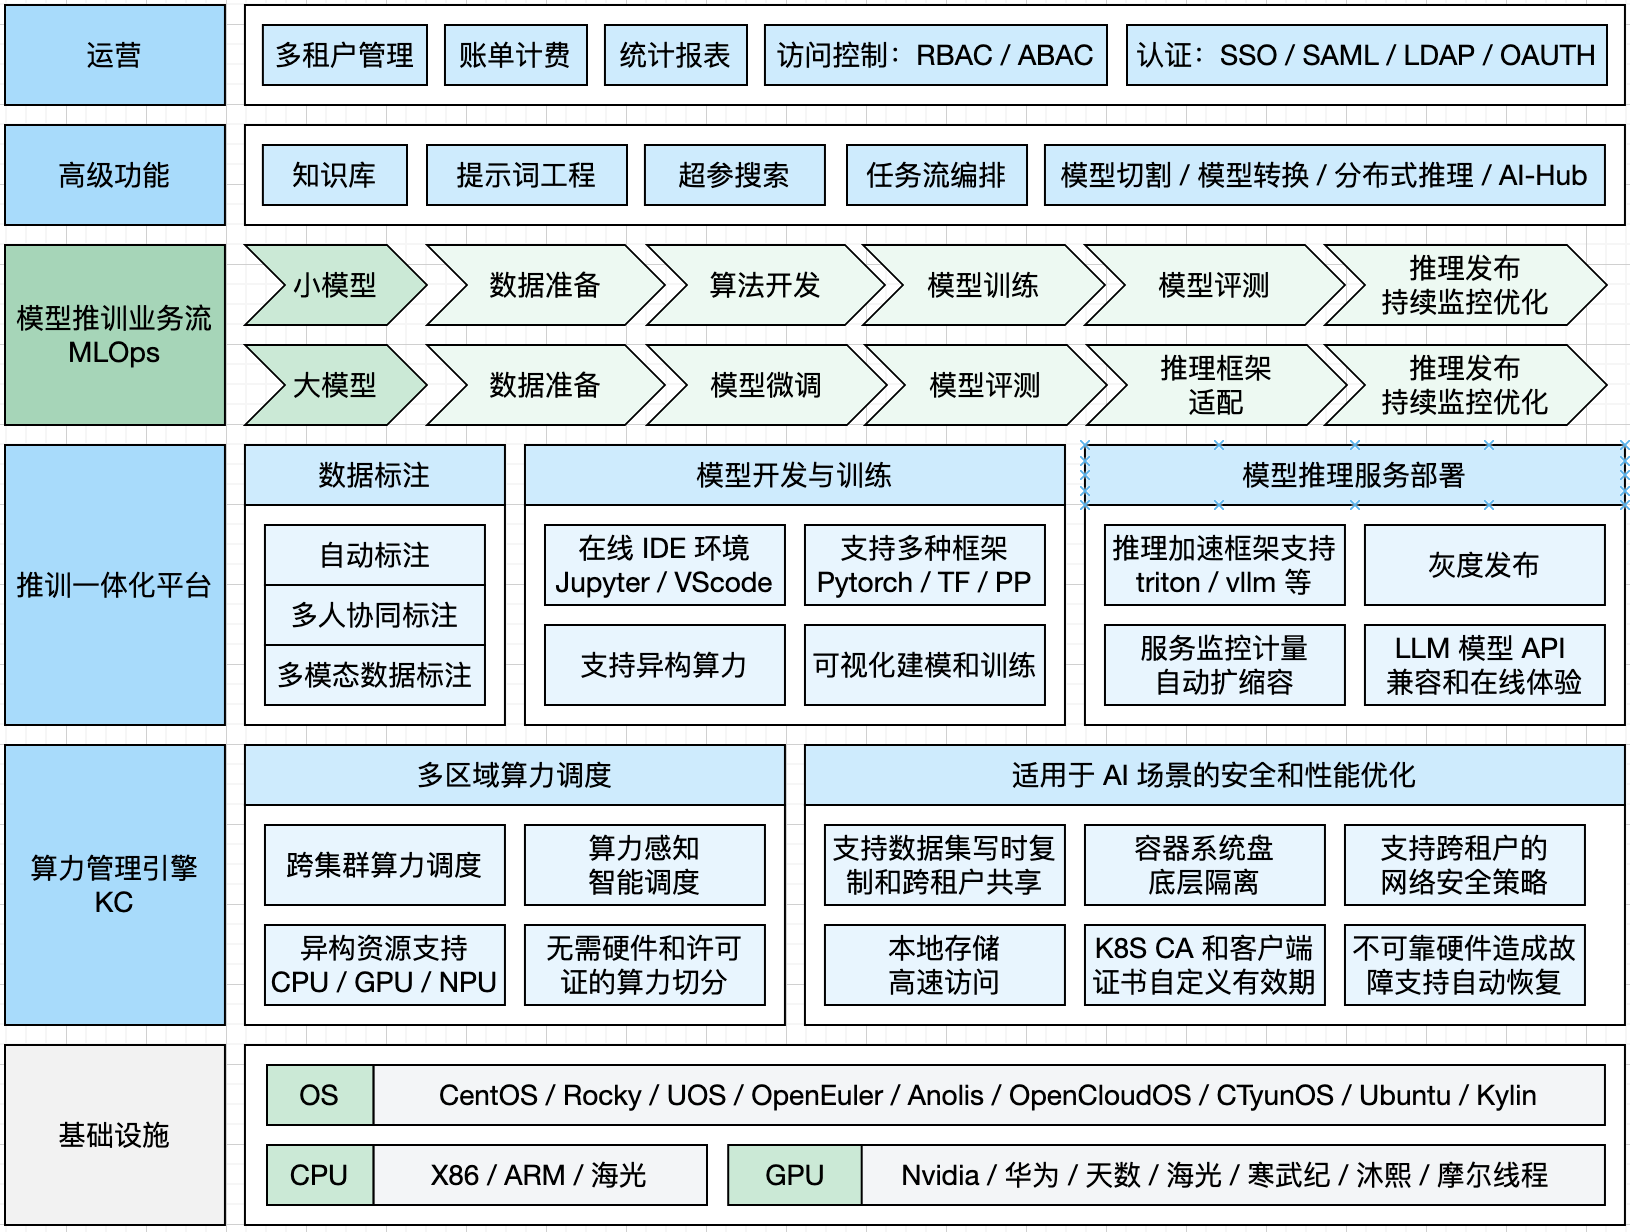 运营
多租户管理
账单计费
统计报表
访问控制：RBAC / ABAC
认证：SSO / SAML / LDAP / OAUTH
高级功能
知识库
提示词工程
超参搜索
任务流编排
模型切割 / 模型转换 / 分布式推理 / AI-Hub
模型推训业务流
MLOps
小模型
数据准备
算法开发
模型训练
模型评测
推理发布
持续监控优化
大模型
数据准备
模型微调
模型评测
推理框架
适配
推理发布
持续监控优化
推训一体化平台
数据标注
自动标注
多人协同标注
多模态数据标注
模型开发与训练
在线 IDE 环境
Jupyter / VScode
支持多种框架
Pytorch / TF / PP
支持异构算力
可视化建模和训练
模型推理服务部署
推理加速框架支持
triton / vllm 等
灰度发布
服务监控计量
自动扩缩容
LLM 模型 API
兼容和在线体验
算力管理引擎
KC
多区域算力调度
跨集群算力调度
算力感知
智能调度
异构资源支持
CPU / GPU / NPU
无需硬件和许可
证的算力切分
适用于 AI 场景的安全和性能优化
支持数据集写时复
制和跨租户共享
容器系统盘
底层隔离
支持跨租户的
网络安全策略
本地存储
高速访问
K8S CA 和客户端
证书自定义有效期
不可靠硬件造成故
障支持自动恢复
基础设施
OS
CentOS / Rocky / UOS / OpenEuler / Anolis / OpenCloudOS / CTyunOS / Ubuntu / Kylin
CPU
X86 / ARM / 海光
GPU
Nvidia / 华为 / 天数 / 海光 / 寒武纪 / 沐熙 / 摩尔线程